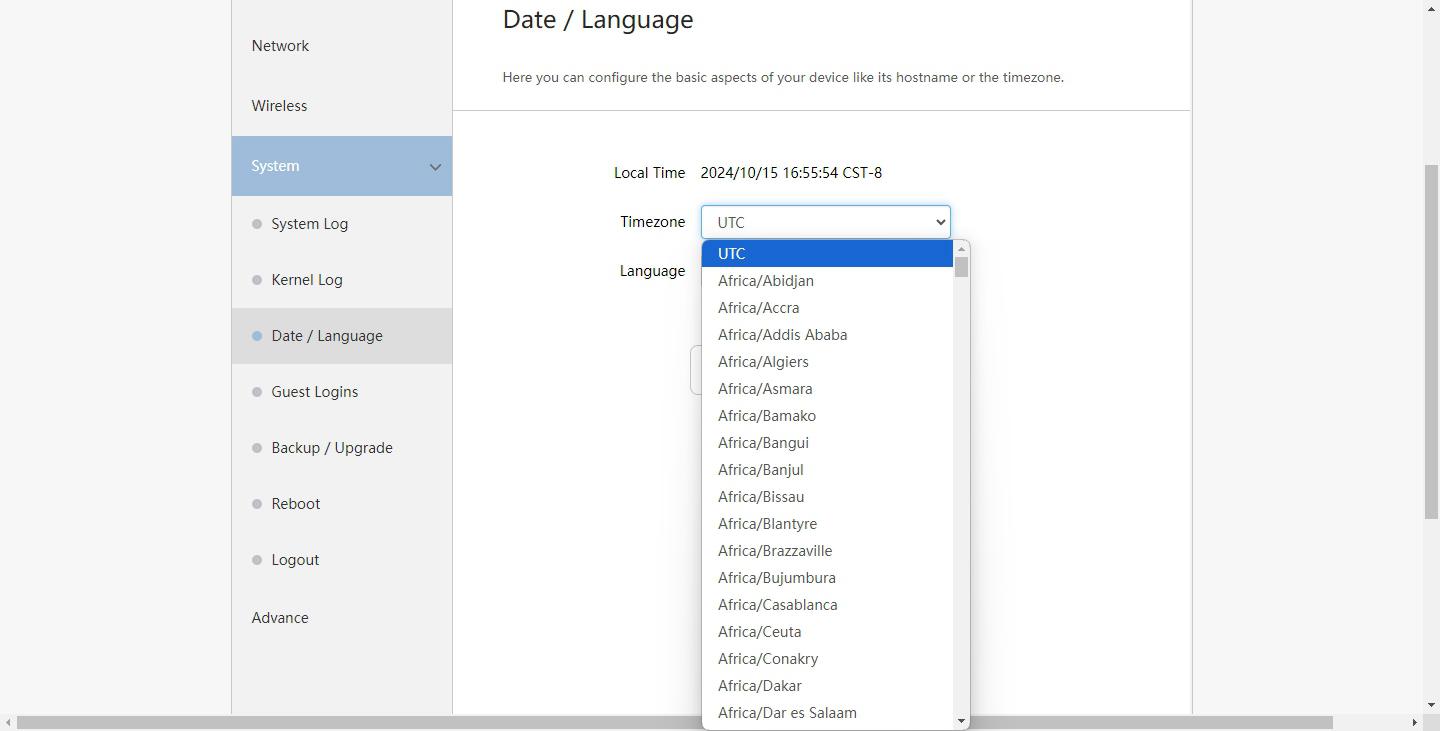 Date / Language
Here you can configure the basic aspects of your device like its hostname or the timezone.
Network
Wireless
System
System Log
Kernel Log
Date / Language
Guest Logins
Backup / Upgrade
Reboot
Logout
Advance
Local Time 2024/10/15 16:55:54 CST-8
Timezone UTC
Language
UTC
Africa/Abidjan
Africa/Accra
Africa/Addis Ababa
Africa/Algiers
Africa/Asmara
Africa/Bamako
Africa/Bangui
Africa/Banjul
Africa/Bissau
Africa/Blantyre
Africa/Brazzaville
Africa/Bujumbura
Africa/Casablanca
Africa/Ceuta
Africa/Conakry
Africa/Dakar
Africa/Dar es Salaam